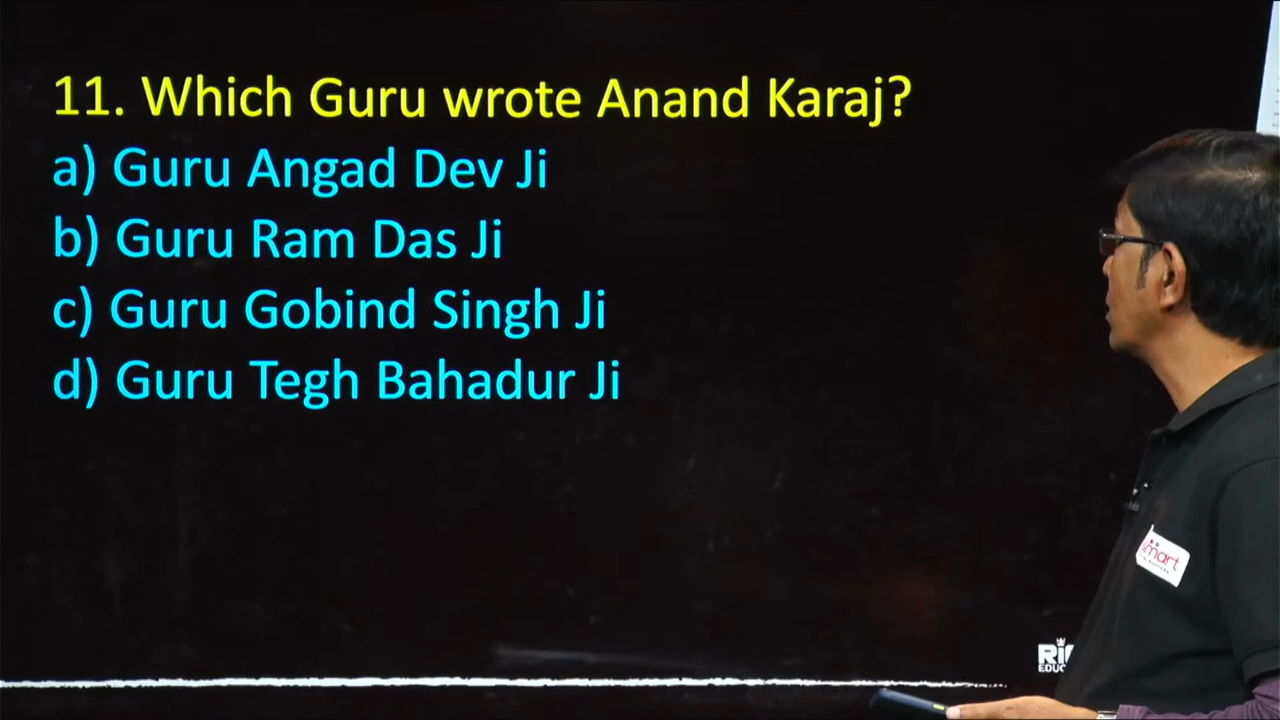 11. Which Guru wrote Anand Karaj?
a) Guru Angad Dev Ji
b) Guru Ram Das Ji
c) Guru Gobind Singh Ji
d) Guru Tegh Bahadur Ji